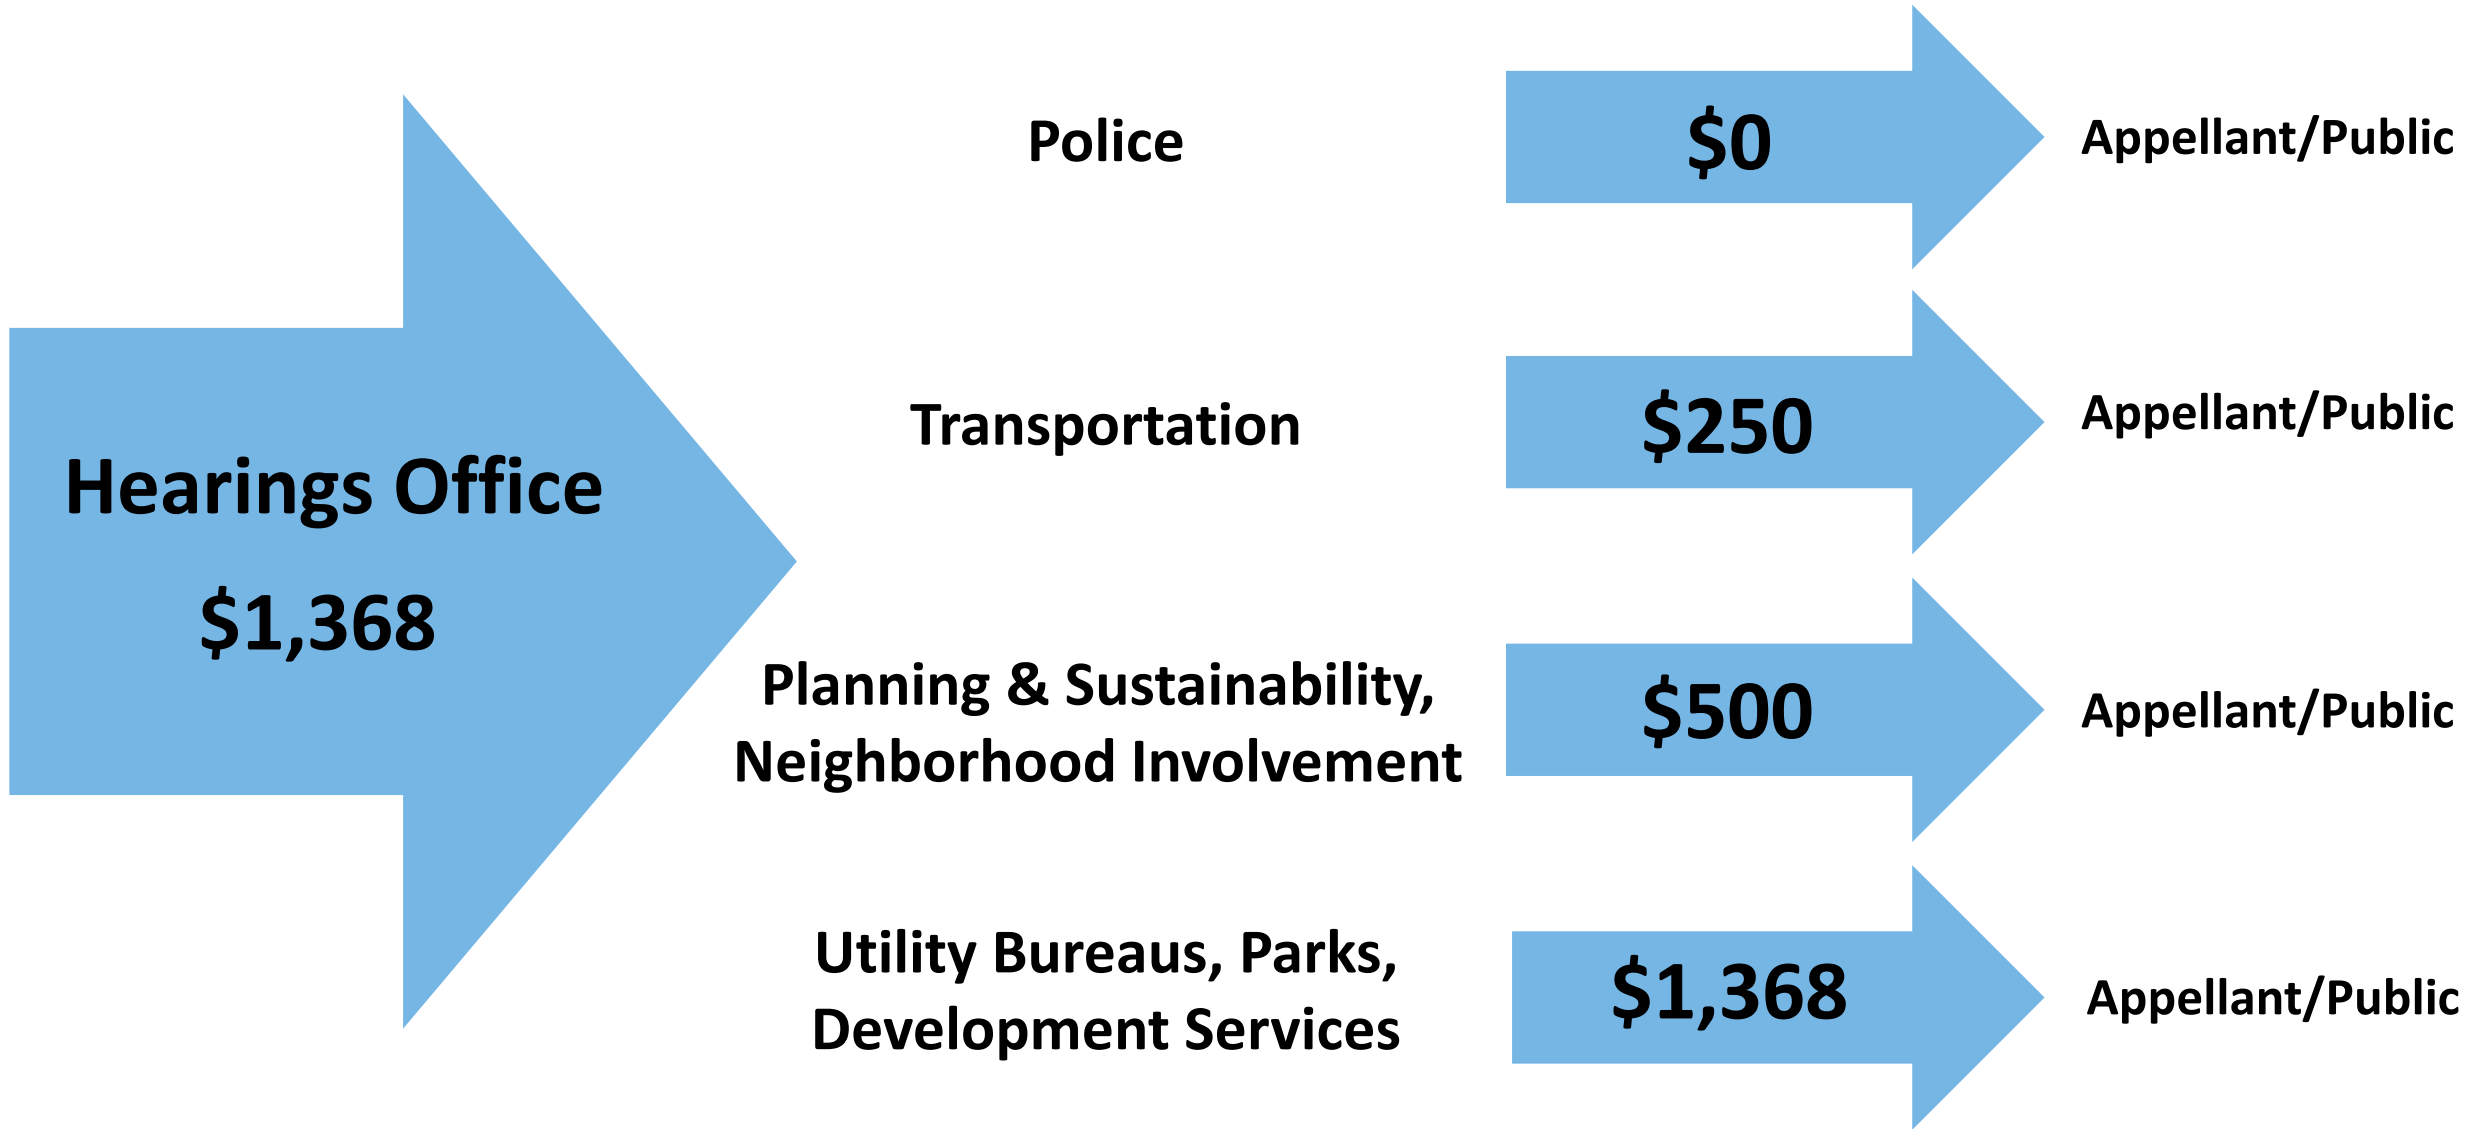 Hearings Office
$1,368
Police
$0
Appellant/Public
Transportation
$250
Appellant/Public
Planning & Sustainability,
Neighborhood Involvement
$500
Appellant/Public
Utility Bureaus, Parks,
Development Services
$1,368
Appellant/Public